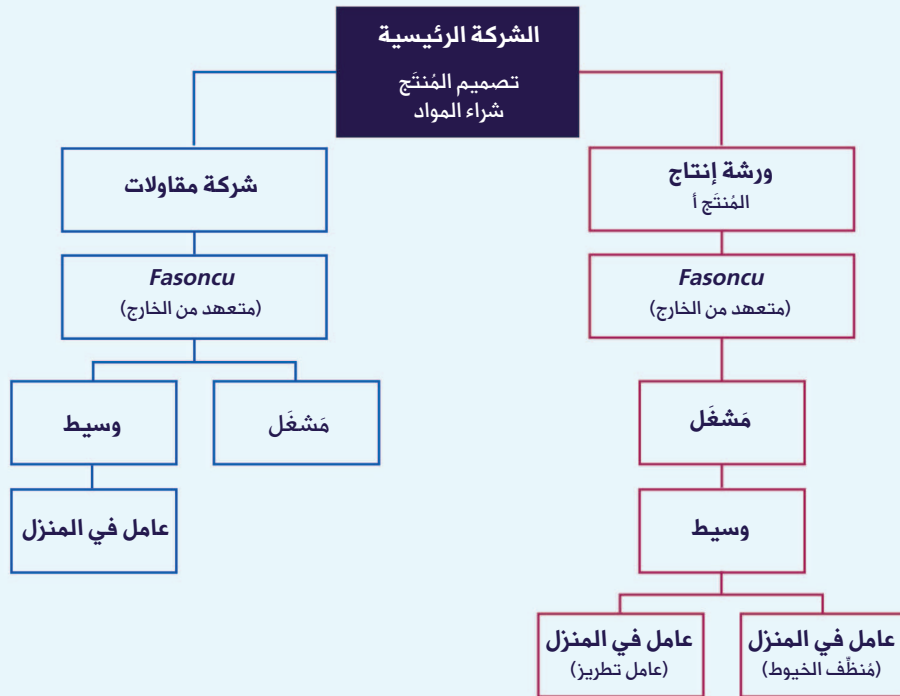 الشركة الرئيسية
تصميم المُنتَج
شراء المواد
ورشة إنتاج
المُنتَج أ
شركة مقاولات
Fasoncu
(متعهد من الخارج)
Fasoncu
(متعهد من الخارج)
مَشغَل
مَشغَل
وسيط
وسيط
عامل في المنزل
عامل في المنزل
(مُنظِّف الخيوط)
عامل في المنزل
(عامل تطريز)